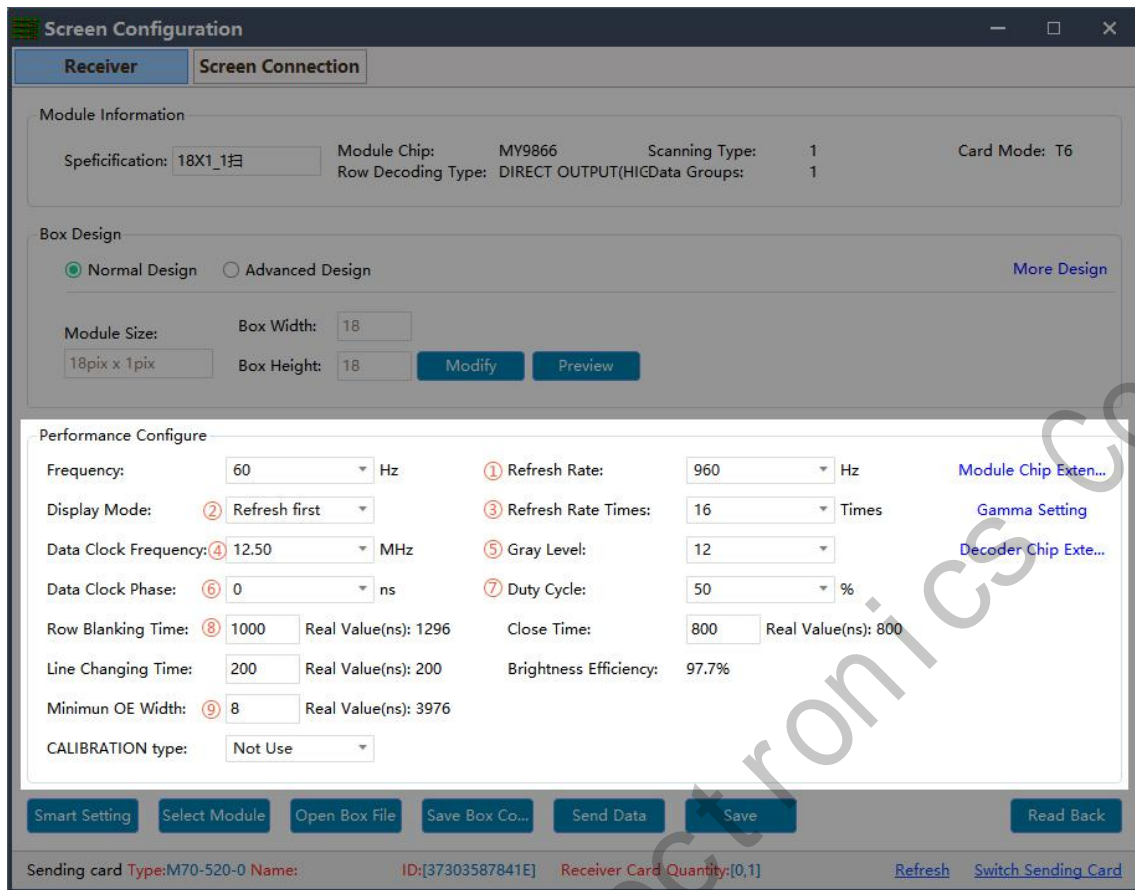 Screen Configuration
Receiver Screen Connection
Module Information
Speficification: 18X1_1扫 Module Chip: MY9866 Scanning Type: 1 Card Mode: T6
Row Decoding Type: DIRECT OUTPUT(HIC Data Groups: 1
Box Design
Normal Design Advanced Design More Design
Module Size: Box Width: 18
18pix x 1pix Box Height: 18 Modify Preview
Performance Configure
Frequency: 60 Hz ① Refresh Rate: 960 Hz Module Chip Exten...
Display Mode: ② Refresh first ③ Refresh Rate Times: 16 Times Gamma Setting
Data Clock Frequency: ④ 12.50 MHz ⑤ Gray Level: 12 Decoder Chip Exte...
Data Clock Phase: ⑥ 0 ns ⑦ Duty Cycle: 50 %
Row Blanking Time: ⑧ 1000 Real Value(ns): 1296 Close Time: 800 Real Value(ns): 800
Line Changing Time: 200 Real Value(ns): 200 Brightness Efficiency: 97.7%
Minimun OE Width: ⑨ 8 Real Value(ns): 3976
CALIBRATION type: Not Use
Smart Setting Select Module Open Box File Save Box Co... Send Data Save Read Back
Sending card Type:M70-520-0 Name: ID:[37303587841E] Receiver Card Quantity:[0,1] Refresh Switch Sending Card
ectronics Co